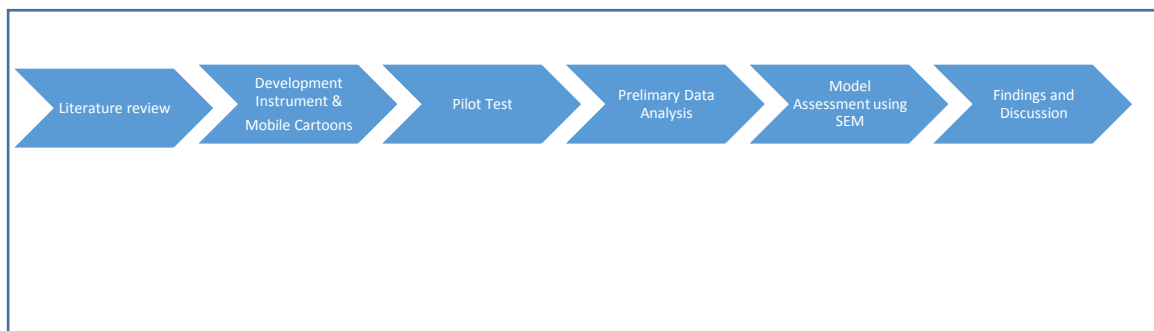 Literature review
Development
Instrument &
Mobile Cartoons
Pilot Test
Prelimary Data
Analysis
Model
Assessment using
SEM
Findings and
Discussion